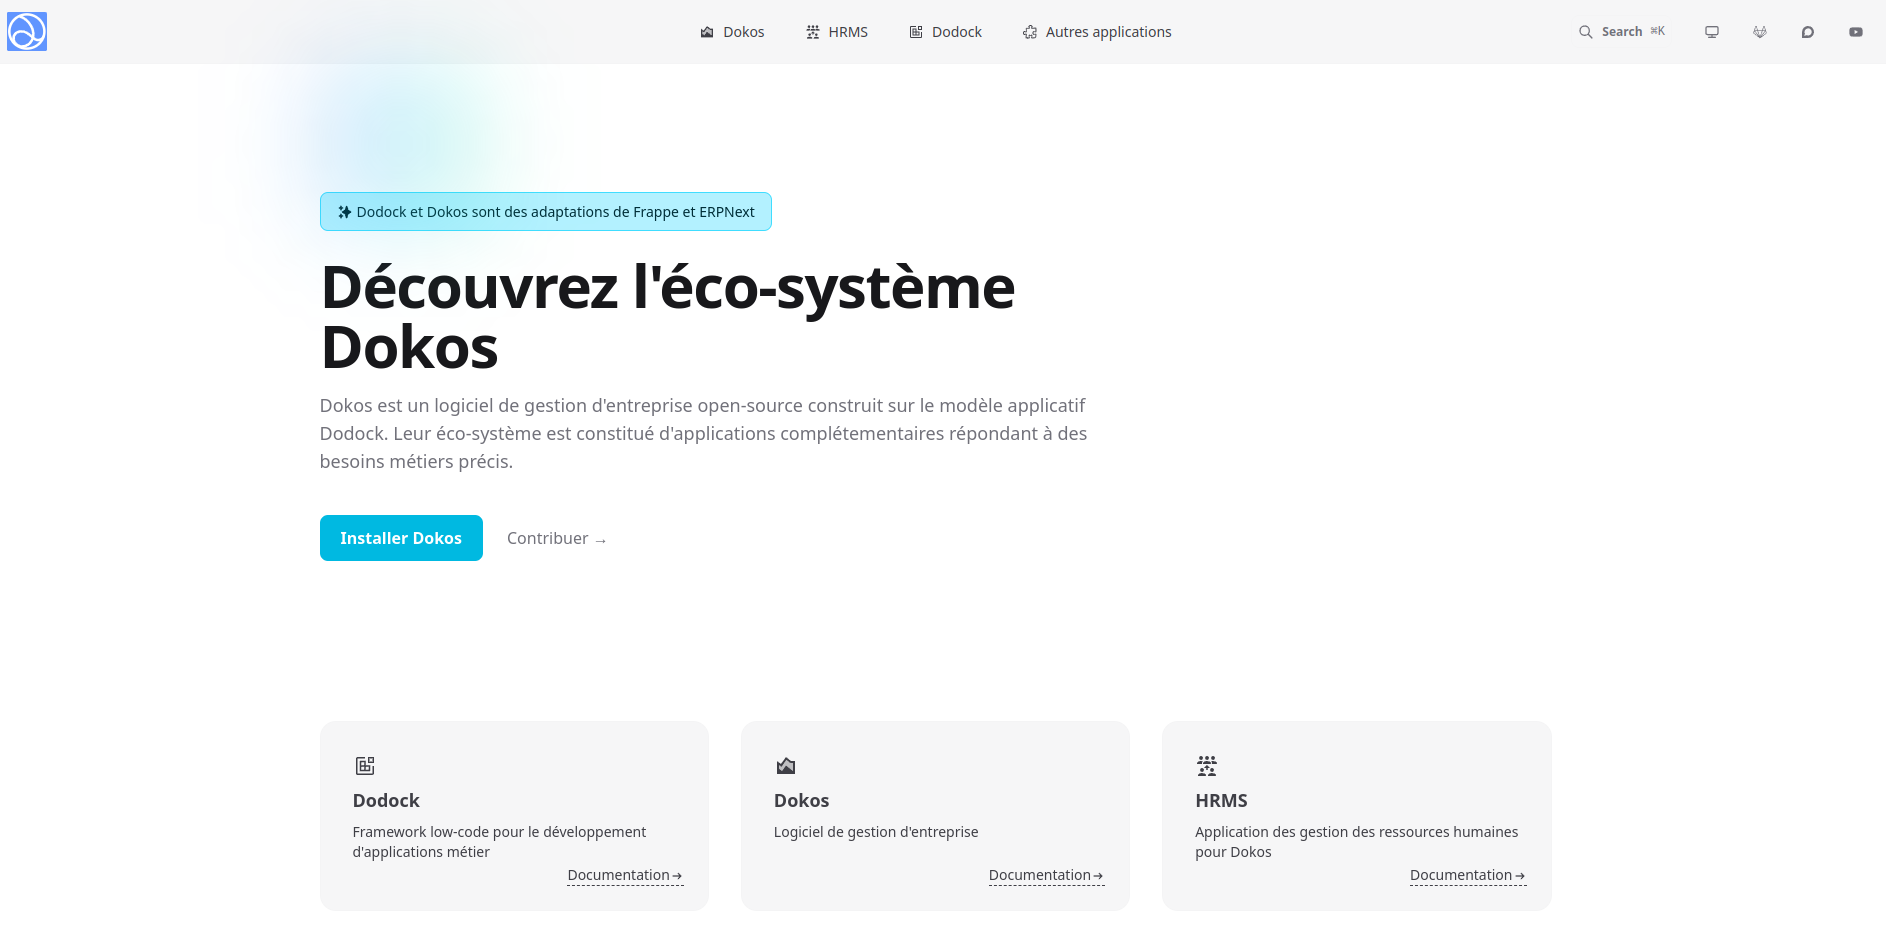 Dokos
HRMS
Dodock
Autres applications
Search ⌘K
Dodock et Dokos sont des adaptations de Frappe et ERPNext
Découvrez l'éco-système
Dokos
Dokos est un logiciel de gestion d'entreprise open-source construit sur le modèle applicatif
Dodock. Leur éco-système est constitué d'applications complétementaires répondant à des
besoins métiers précis.
Installer Dokos
Contribuer →
Dodock
Framework low-code pour le développement
d'applications métier
Documentation→
Dokos
Logiciel de gestion d'entreprise
Documentation→
HRMS
Application des gestion des ressources humaines
pour Dokos
Documentation→